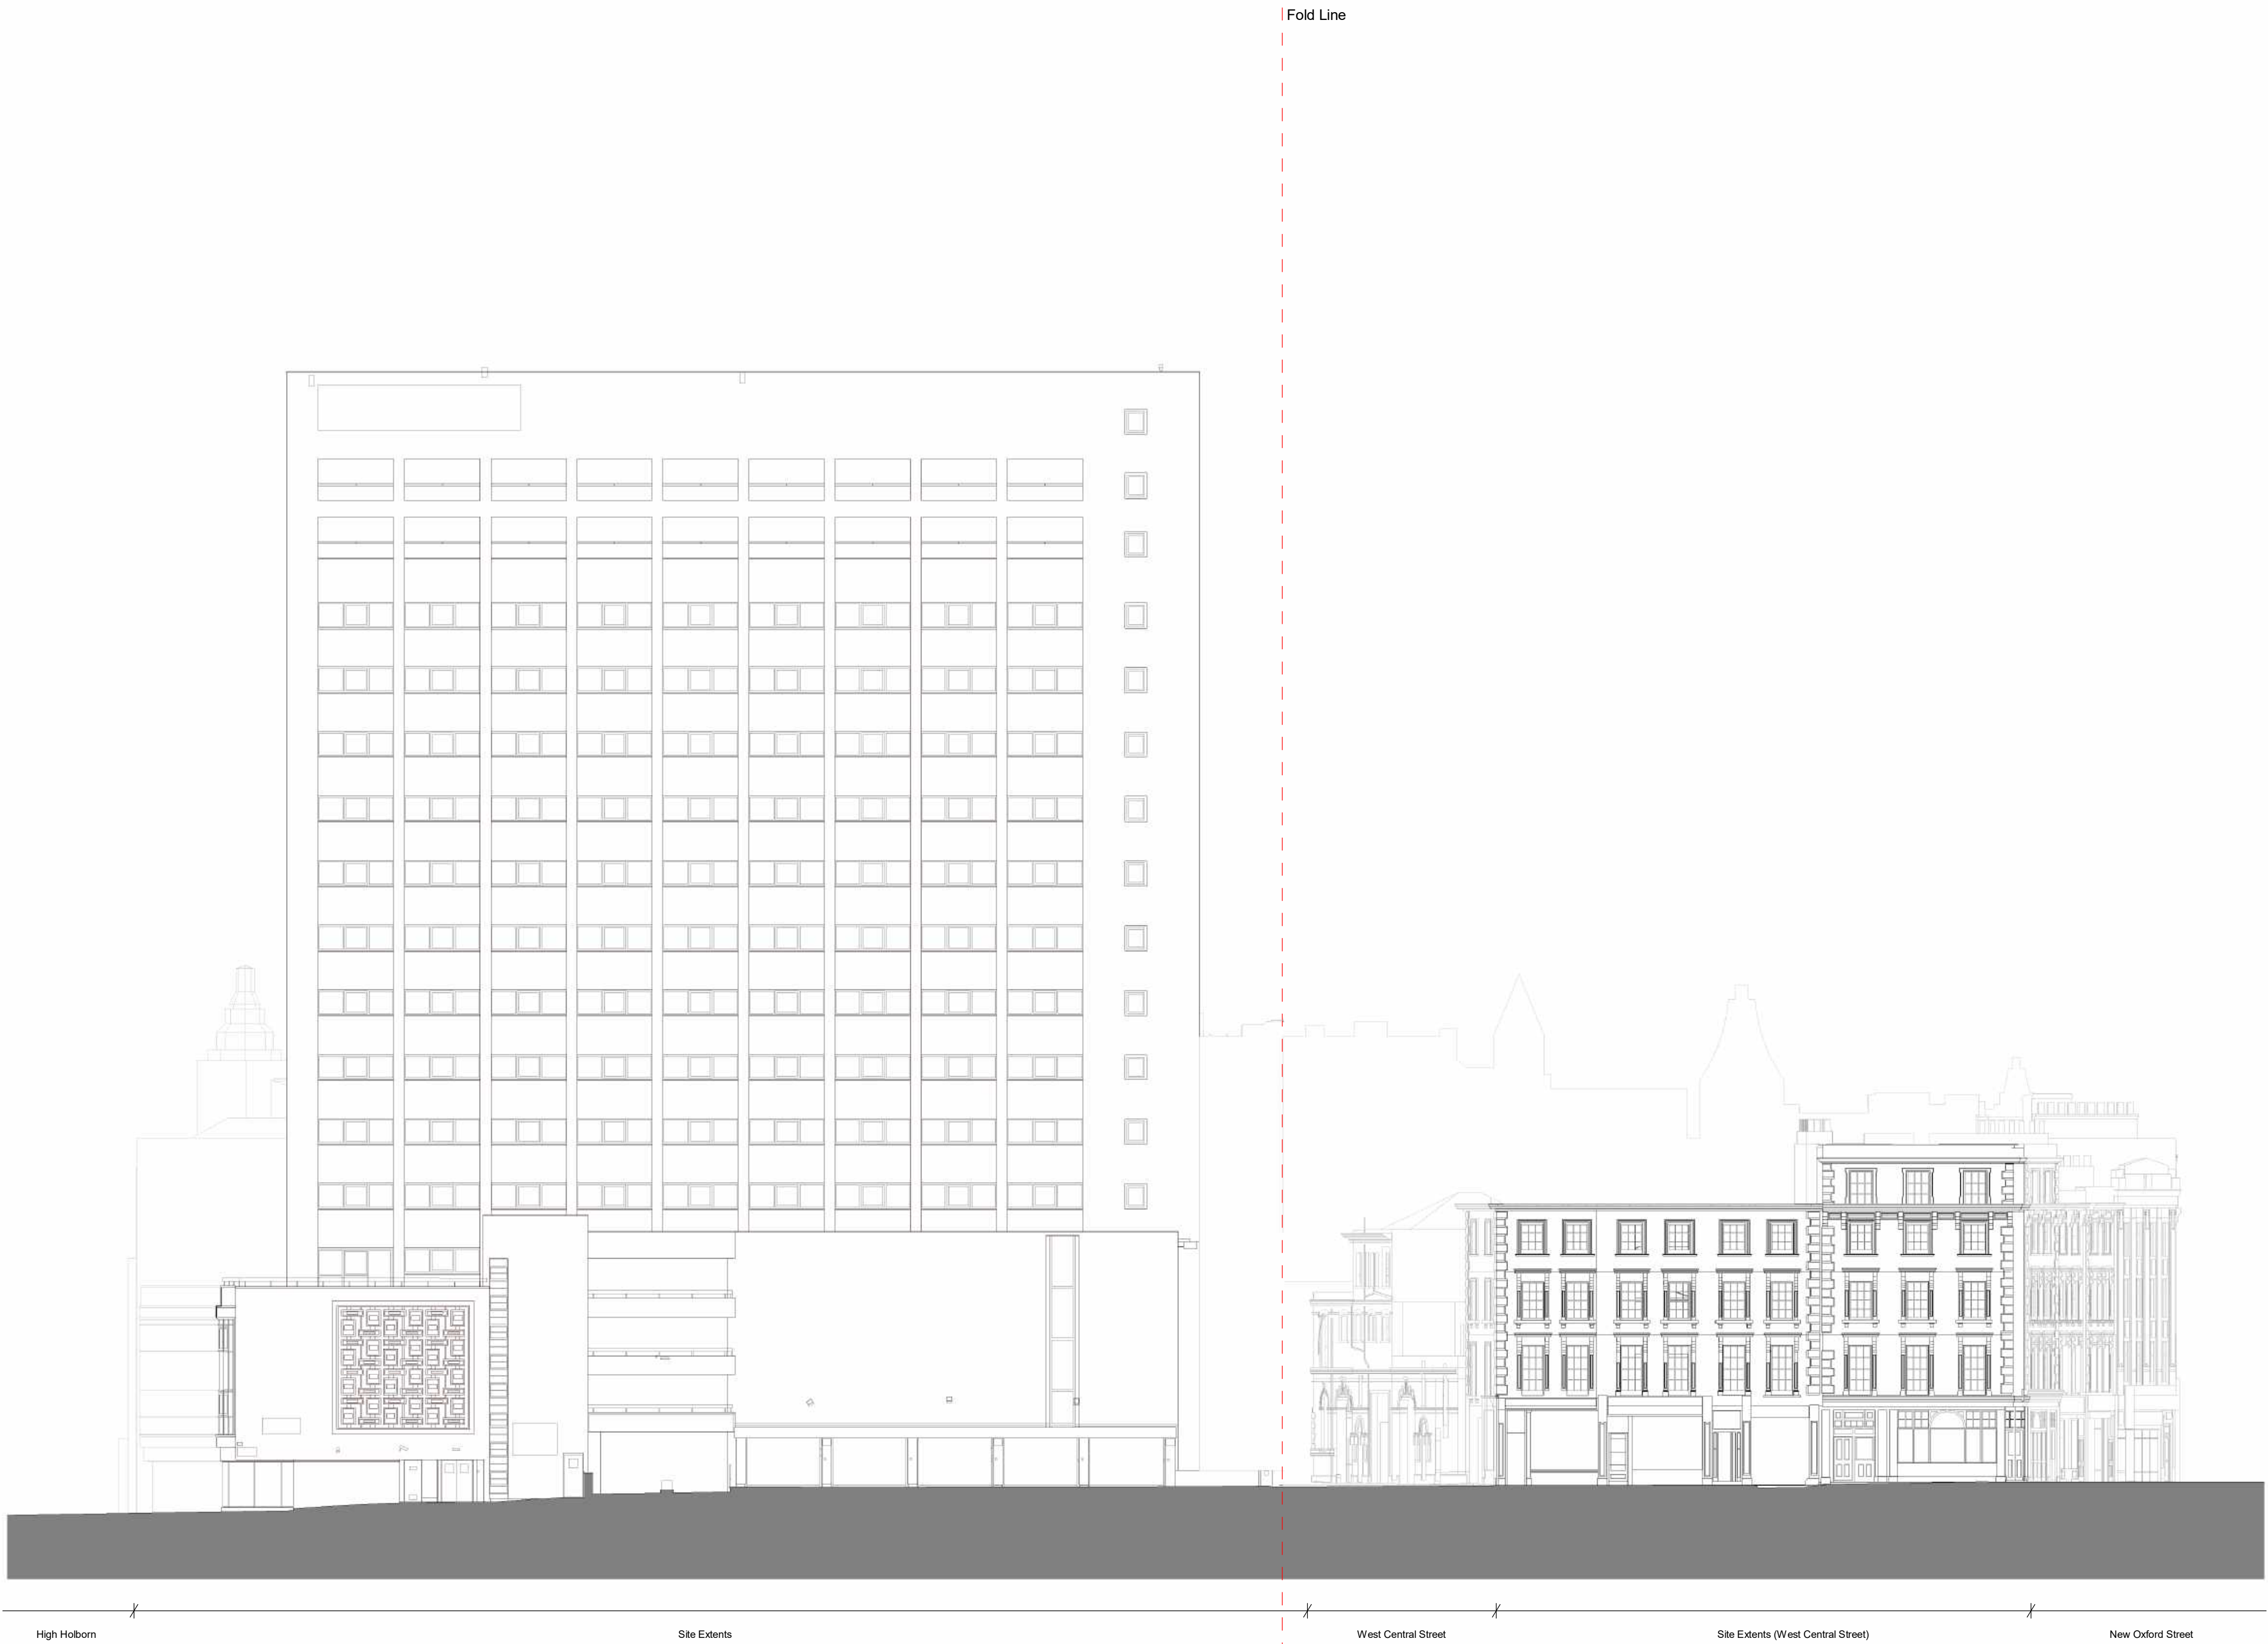 Fold Line
High Holborn
Site Extents
West Central Street
Site Extents (West Central Street)
New Oxford Street